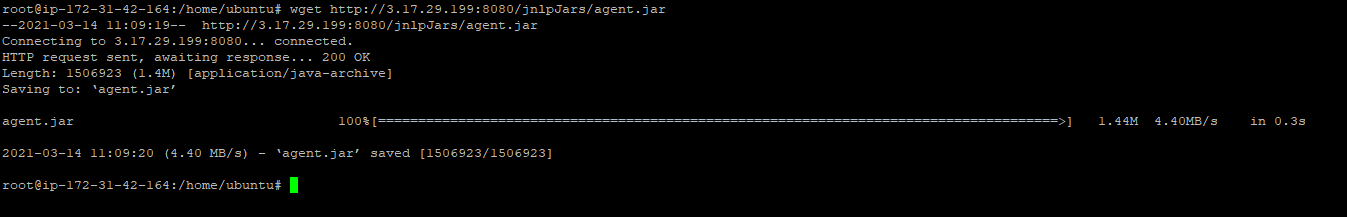 root@ip-172-31-42-164:/home/ubuntu# wget http://3.17.29.199:8080/jnlpJars/agent.jar
--2021-03-14 11:09:19--  http://3.17.29.199:8080/jnlpJars/agent.jar
Connecting to 3.17.29.199:8080... connected.
HTTP request sent, awaiting response... 200 OK
Length: 1506923 (1.4M) [application/java-archive]
Saving to: ‘agent.jar’
agent.jar 100%[=====================================================================================>] 1.44M 4.40MB/s in 0.3s
2021-03-14 11:09:20 (4.40 MB/s) - ‘agent.jar’ saved [1506923/1506923]
root@ip-172-31-42-164:/home/ubuntu#